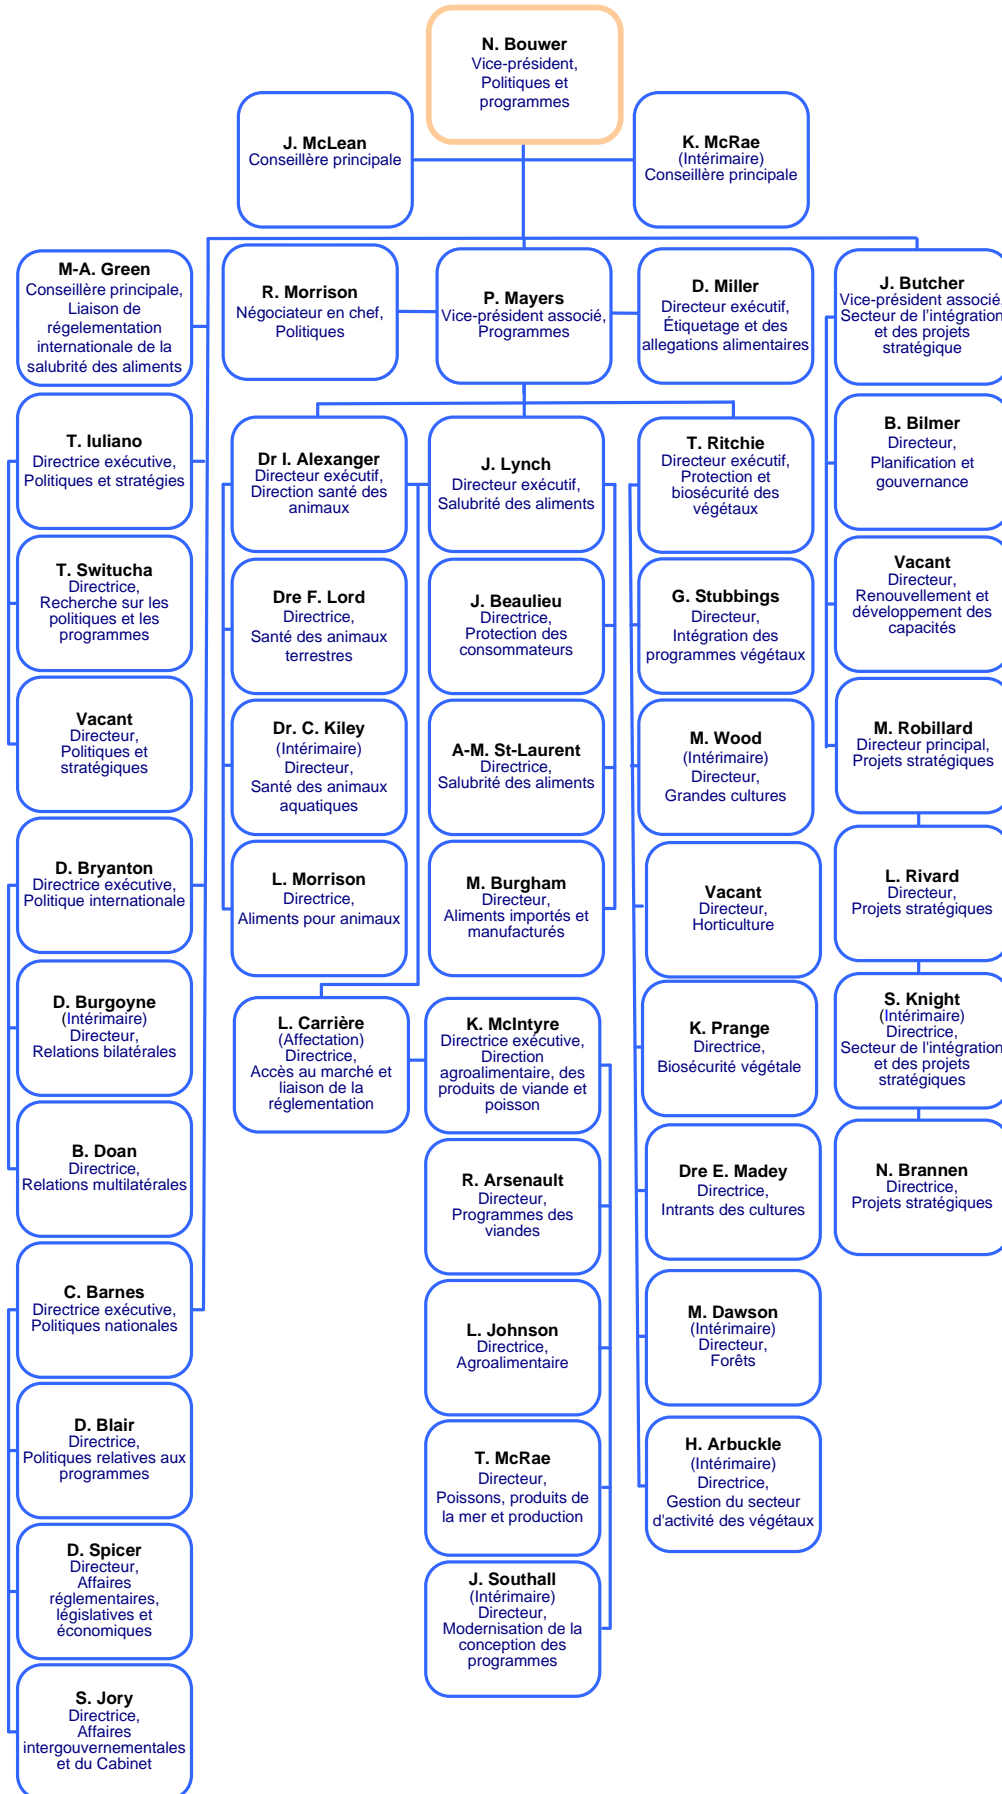 N. Bouwer
Vice-président,
Politiques et
programmes
J. McLean
Conseillère principale
K. McRae
(Intérimaire)
Conseillère principale
M-A. Green
Conseillère principale,
Liaison de
régelementation
internationale de la
salubrité des aliments
R. Morrison
Négociateur en chef,
Politiques
P. Mayers
Vice-président associé,
Programmes
D. Miller
Directeur exécutif,
Étiquetage et des
allegations alimentaires
J. Butcher
Vice-président associé,
Secteur de l'intégration
et des projets
stratégique
T. Iuliano
Directrice exécutive,
Politiques et stratégies
Dr I. Alexanger
Directeur exécutif,
Direction santé des
animaux
J. Lynch
Directeur exécutif,
Salubrité des aliments
T. Ritchie
Directeur exécutif,
Protection et
biosécurité des
végétaux
B. Bilmer
Directeur,
Planification et
gouvernance
T. Switucha
Directrice,
Recherche sur les
politiques et les
programmes
Dre F. Lord
Directrice,
Santé des animaux
terrestres
J. Beaulieu
Directrice,
Protection des
consommateurs
G. Stubbings
Directeur,
Intégration des
programmes végétaux
Vacant
Directeur,
Renouvellement et
développement des
capacités
Vacant
Directeur,
Politiques et
stratégiques
Dr. C. Kiley
(Intérimaire)
Directeur,
Santé des animaux
aquatiques
A-M. St-Laurent
Directrice,
Salubrité des aliments
M. Wood
(Intérimaire)
Directeur,
Grandes cultures
M. Robillard
Directeur principal,
Projets stratégiques
D. Bryanton
Directrice exécutive,
Politique internationale
L. Morrison
Directrice,
Aliments pour animaux
M. Burgham
Directeur,
Aliments importés et
manufacturés
Vacant
Directeur,
Horticulture
L. Rivard
Directeur,
Projets stratégiques
D. Burgoyne
(Intérimaire)
Directeur,
Relations bilatérales
L. Carrière
(Affectation)
Directrice,
Accès au marché et
liaison de la
réglementation
K. McIntyre
Directrice exécutive,
Direction
agroalimentaire, des
produits de viande et
poisson
K. Prange
Directrice,
Biosécurité végétale
S. Knight
(Intérimaire)
Directrice,
Secteur de l'intégration
et des projets
stratégiques
B. Doan
Directrice,
Relations multilatérales
R. Arsenault
Directeur,
Programmes des
viandes
Dre E. Madey
Directrice,
Intrants des cultures
N. Brannen
Directrice,
Projets stratégiques
C. Barnes
Directrice exécutive,
Politiques nationales
L. Johnson
Directrice,
Agroalimentaire
M. Dawson
(Intérimaire)
Directeur,
Forêts
D. Blair
Directrice,
Politiques relatives aux
programmes
T. McRae
Directeur,
Poissons, produits de
la mer et production
H. Arbuckle
(Intérimaire)
Directrice,
Gestion du secteur
d'activité des végétaux
D. Spicer
Directeur,
Affaires
réglementaires,
législatives et
économiques
J. Southall
(Intérimaire)
Directeur,
Modernisation de la
conception des
programmes
S. Jory
Directrice,
Affaires
intergouvernementales
et du Cabinet